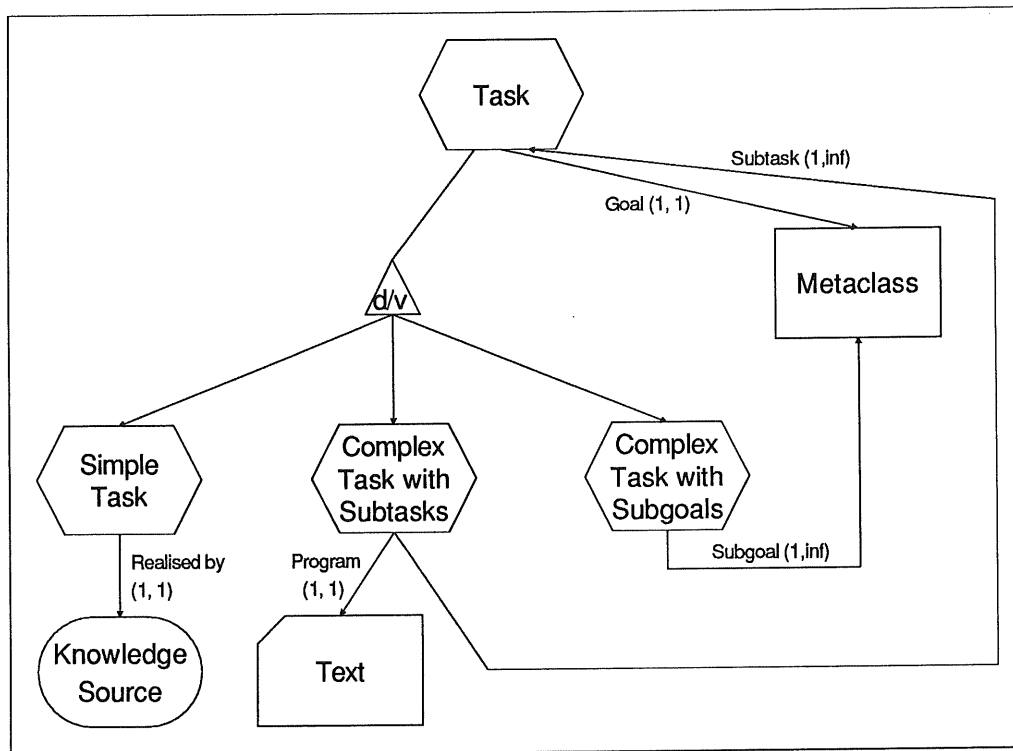 Task
Subtask (1,inf)
Goal (1, 1)
Metaclass
d/v
Simple
Task
Complex
Task with
Subtasks
Complex
Task with
Subgoals
Realised by
(1, 1)
Program
(1, 1)
Subgoal (1,inf)
Knowledge
Source
Text